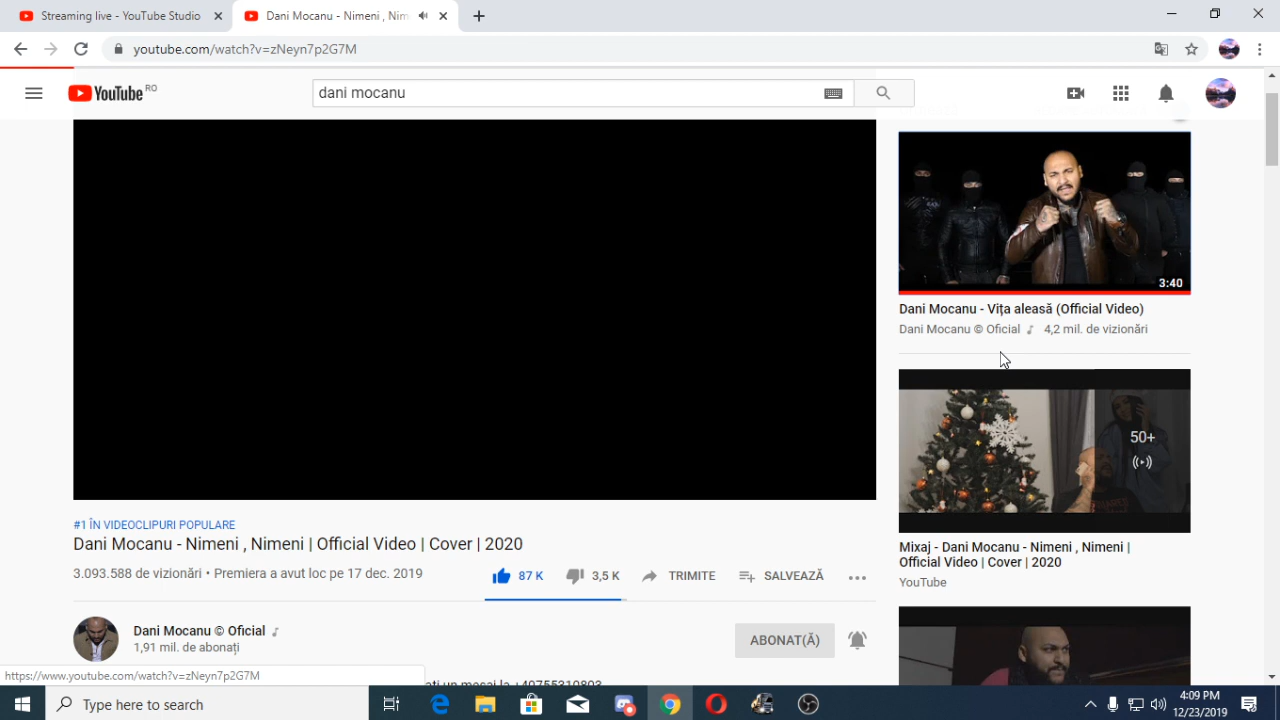 Streaming live - YouTube Studio
Dani Mocanu - Nimeni , Nim
youtube.com/watch?v=zNeyn7p2G7M
YouTube RO
dani mocanu
3:40
Dani Mocanu - Vița aleasă (Official Video)
Dani Mocanu © Oficial 4,2 mil. de vizionări
50+
Mixaj - Dani Mocanu - Nimeni , Nimeni |
Official Video | Cover | 2020
YouTube
#1 ÎN VIDEOCLIPURI POPULARE
Dani Mocanu - Nimeni , Nimeni | Official Video | Cover | 2020
3.093.588 de vizionări • Premiera a avut loc pe 17 dec. 2019
87 K
3,5 K
TRIMITE
SALVEAZĂ
Dani Mocanu © Oficial
1,91 mil. de abonați
ABONAT(Ă)
https://www.youtube.com/watch?v=zNeyn7p2G7M
Type here to search
4:09 PM
12/23/2019